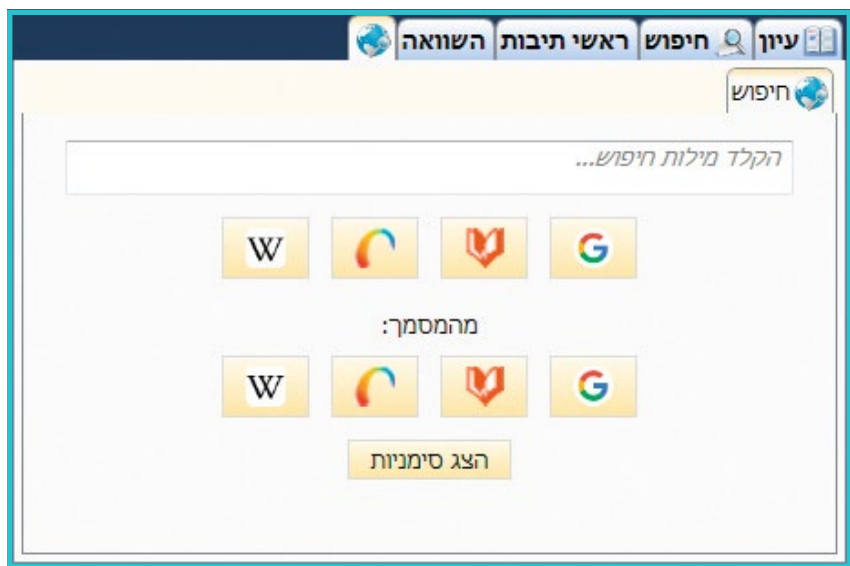 עיון חיפוש ראשי תיבות השוואה
חיפוש
הקלד מילות חיפוש...
G W
מהמסמך:
G W
הצג סימניות